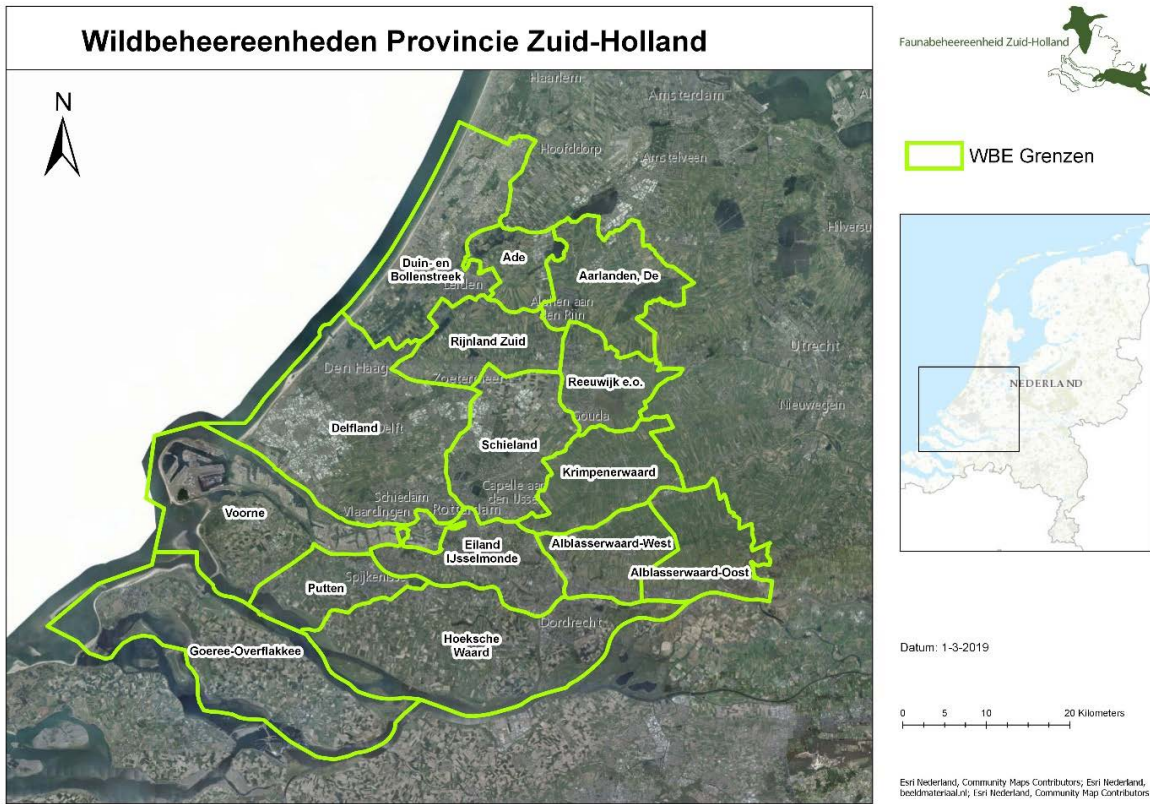 Wildbeheereenheden Provincie Zuid-Holland
N
Haarlem
Amsterdam
Hoofddorp
Amstelveen
Hilversu
Duin- en
Bollenstreek
Ade
Aarlanden, De
Leiden
Alphen aan
den Rijn
Rijnland Zuid
Utrecht
Den Haag
Zoetermeer
Reeuwijk e.o.
Nieuwegen
Gouda
Delfland
Delft
Schieland
Krimpenerwaard
Capelle aan
den IJsse
Schiedam
Vlaardingen
Rotterdam
Voorne
Eiland
IJsselmonde
Alblasserwaard-West
Alblasserwaard-Oost
Spijkenisse
Putten
Dordrecht
Hoeksche
Waard
Goeree-Overflakkee
Faunabeheereenheid Zuid-Holland
WBE Grenzen
NEDERLAND
Datum: 1-3-2019
0 5 10 20 Kilometers
Esri Nederland, Community Maps Contributors; Esri Nederland,
beeldmateriaal.nl; Esri Nederland, Community Map Contributors